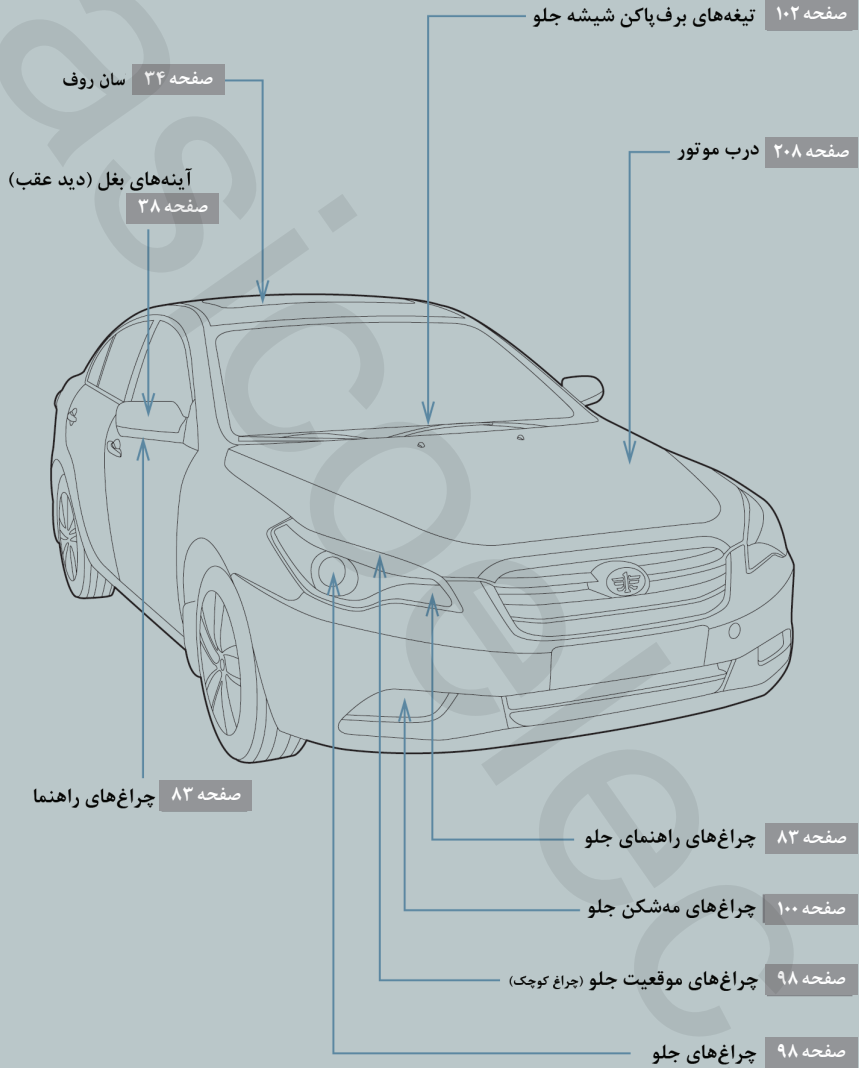 صفحه ۱۰۲ تیغه‌های برف‌پاکن شیشه جلو
صفحه ۳۴ سان روف
صفحه ۲۰۸ درب موتور
آینه‌های بغل (دید عقب)
صفحه ۳۸
صفحه ۸۳ چراغ‌های راهنما
صفحه ۸۳ چراغ‌های راهنمای جلو
صفحه ۱۰۰ چراغ‌های مه‌شکن جلو
صفحه ۹۸ چراغ‌های موقعیت جلو (چراغ کوچک)
صفحه ۹۸ چراغ‌های جلو